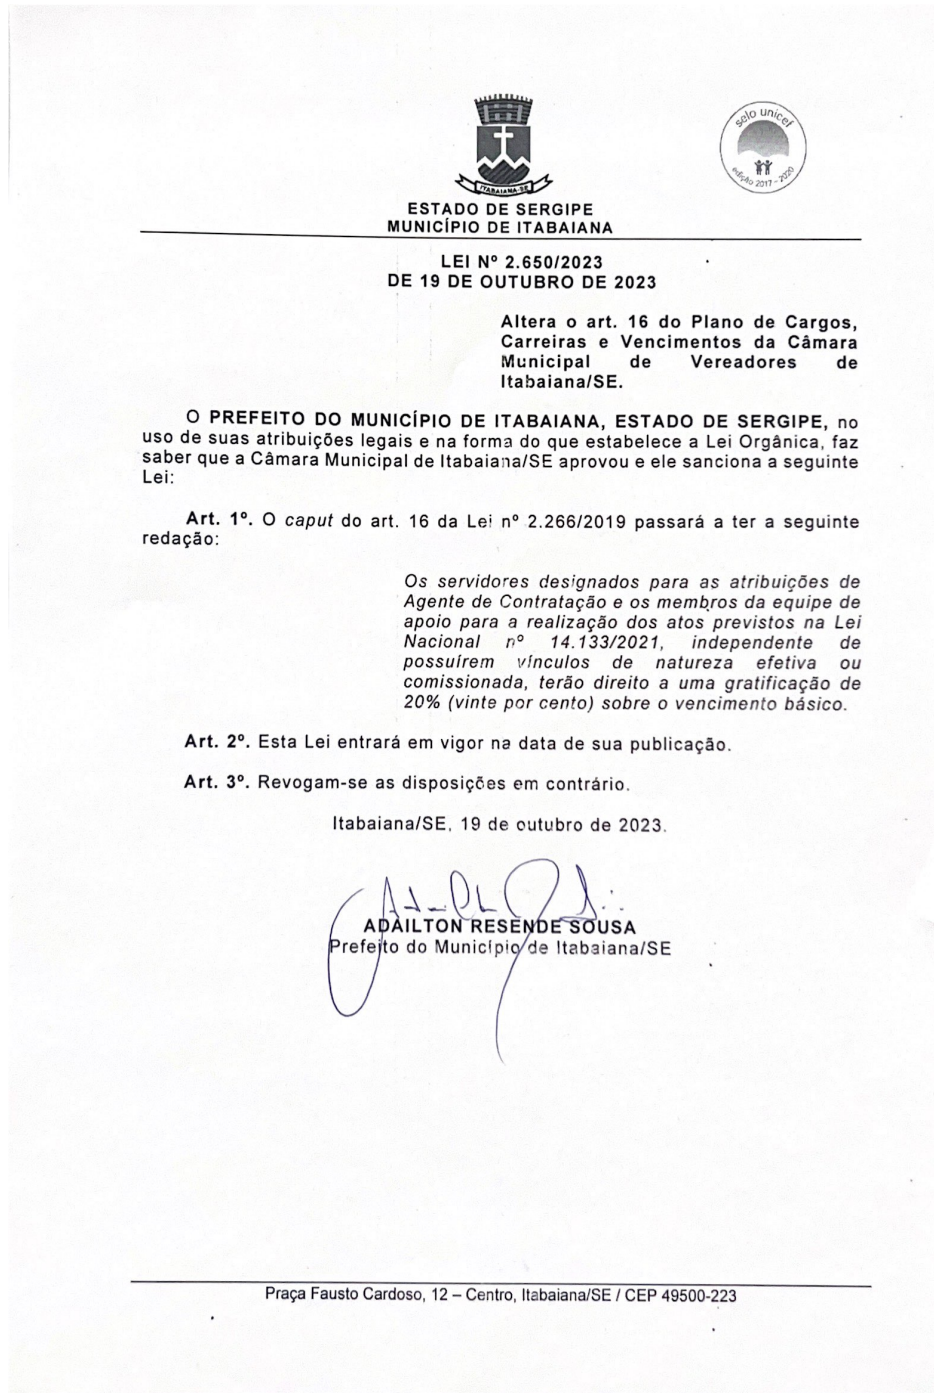 selo unicef
edição 2017 - 2020
ITABAIANA-SE
ESTADO DE SERGIPE
MUNICÍPIO DE ITABAIANA
LEI Nº 2.650/2023
DE 19 DE OUTUBRO DE 2023
Altera o art. 16 do Plano de Cargos,
Carreiras e Vencimentos da Câmara
Municipal de Vereadores de
Itabaiana/SE.
O PREFEITO DO MUNICÍPIO DE ITABAIANA, ESTADO DE SERGIPE, no
uso de suas atribuições legais e na forma do que estabelece a Lei Orgânica, faz
saber que a Câmara Municipal de Itabaiana/SE aprovou e ele sanciona a seguinte
Lei:
Art. 1º. O caput do art. 16 da Lei nº 2.266/2019 passará a ter a seguinte
redação:
Os servidores designados para as atribuições de
Agente de Contratação e os membros da equipe de
apoio para a realização dos atos previstos na Lei
Nacional nº 14.133/2021, independente de
possuírem vínculos de natureza efetiva ou
comissionada, terão direito a uma gratificação de
20% (vinte por cento) sobre o vencimento básico.
Art. 2º. Esta Lei entrará em vigor na data de sua publicação.
Art. 3º. Revogam-se as disposições em contrário.
Itabaiana/SE, 19 de outubro de 2023.
ADAILTON RESENDE SOUSA
Prefeito do Município de Itabaiana/SE
Praça Fausto Cardoso, 12 – Centro, Itabaiana/SE / CEP 49500-223